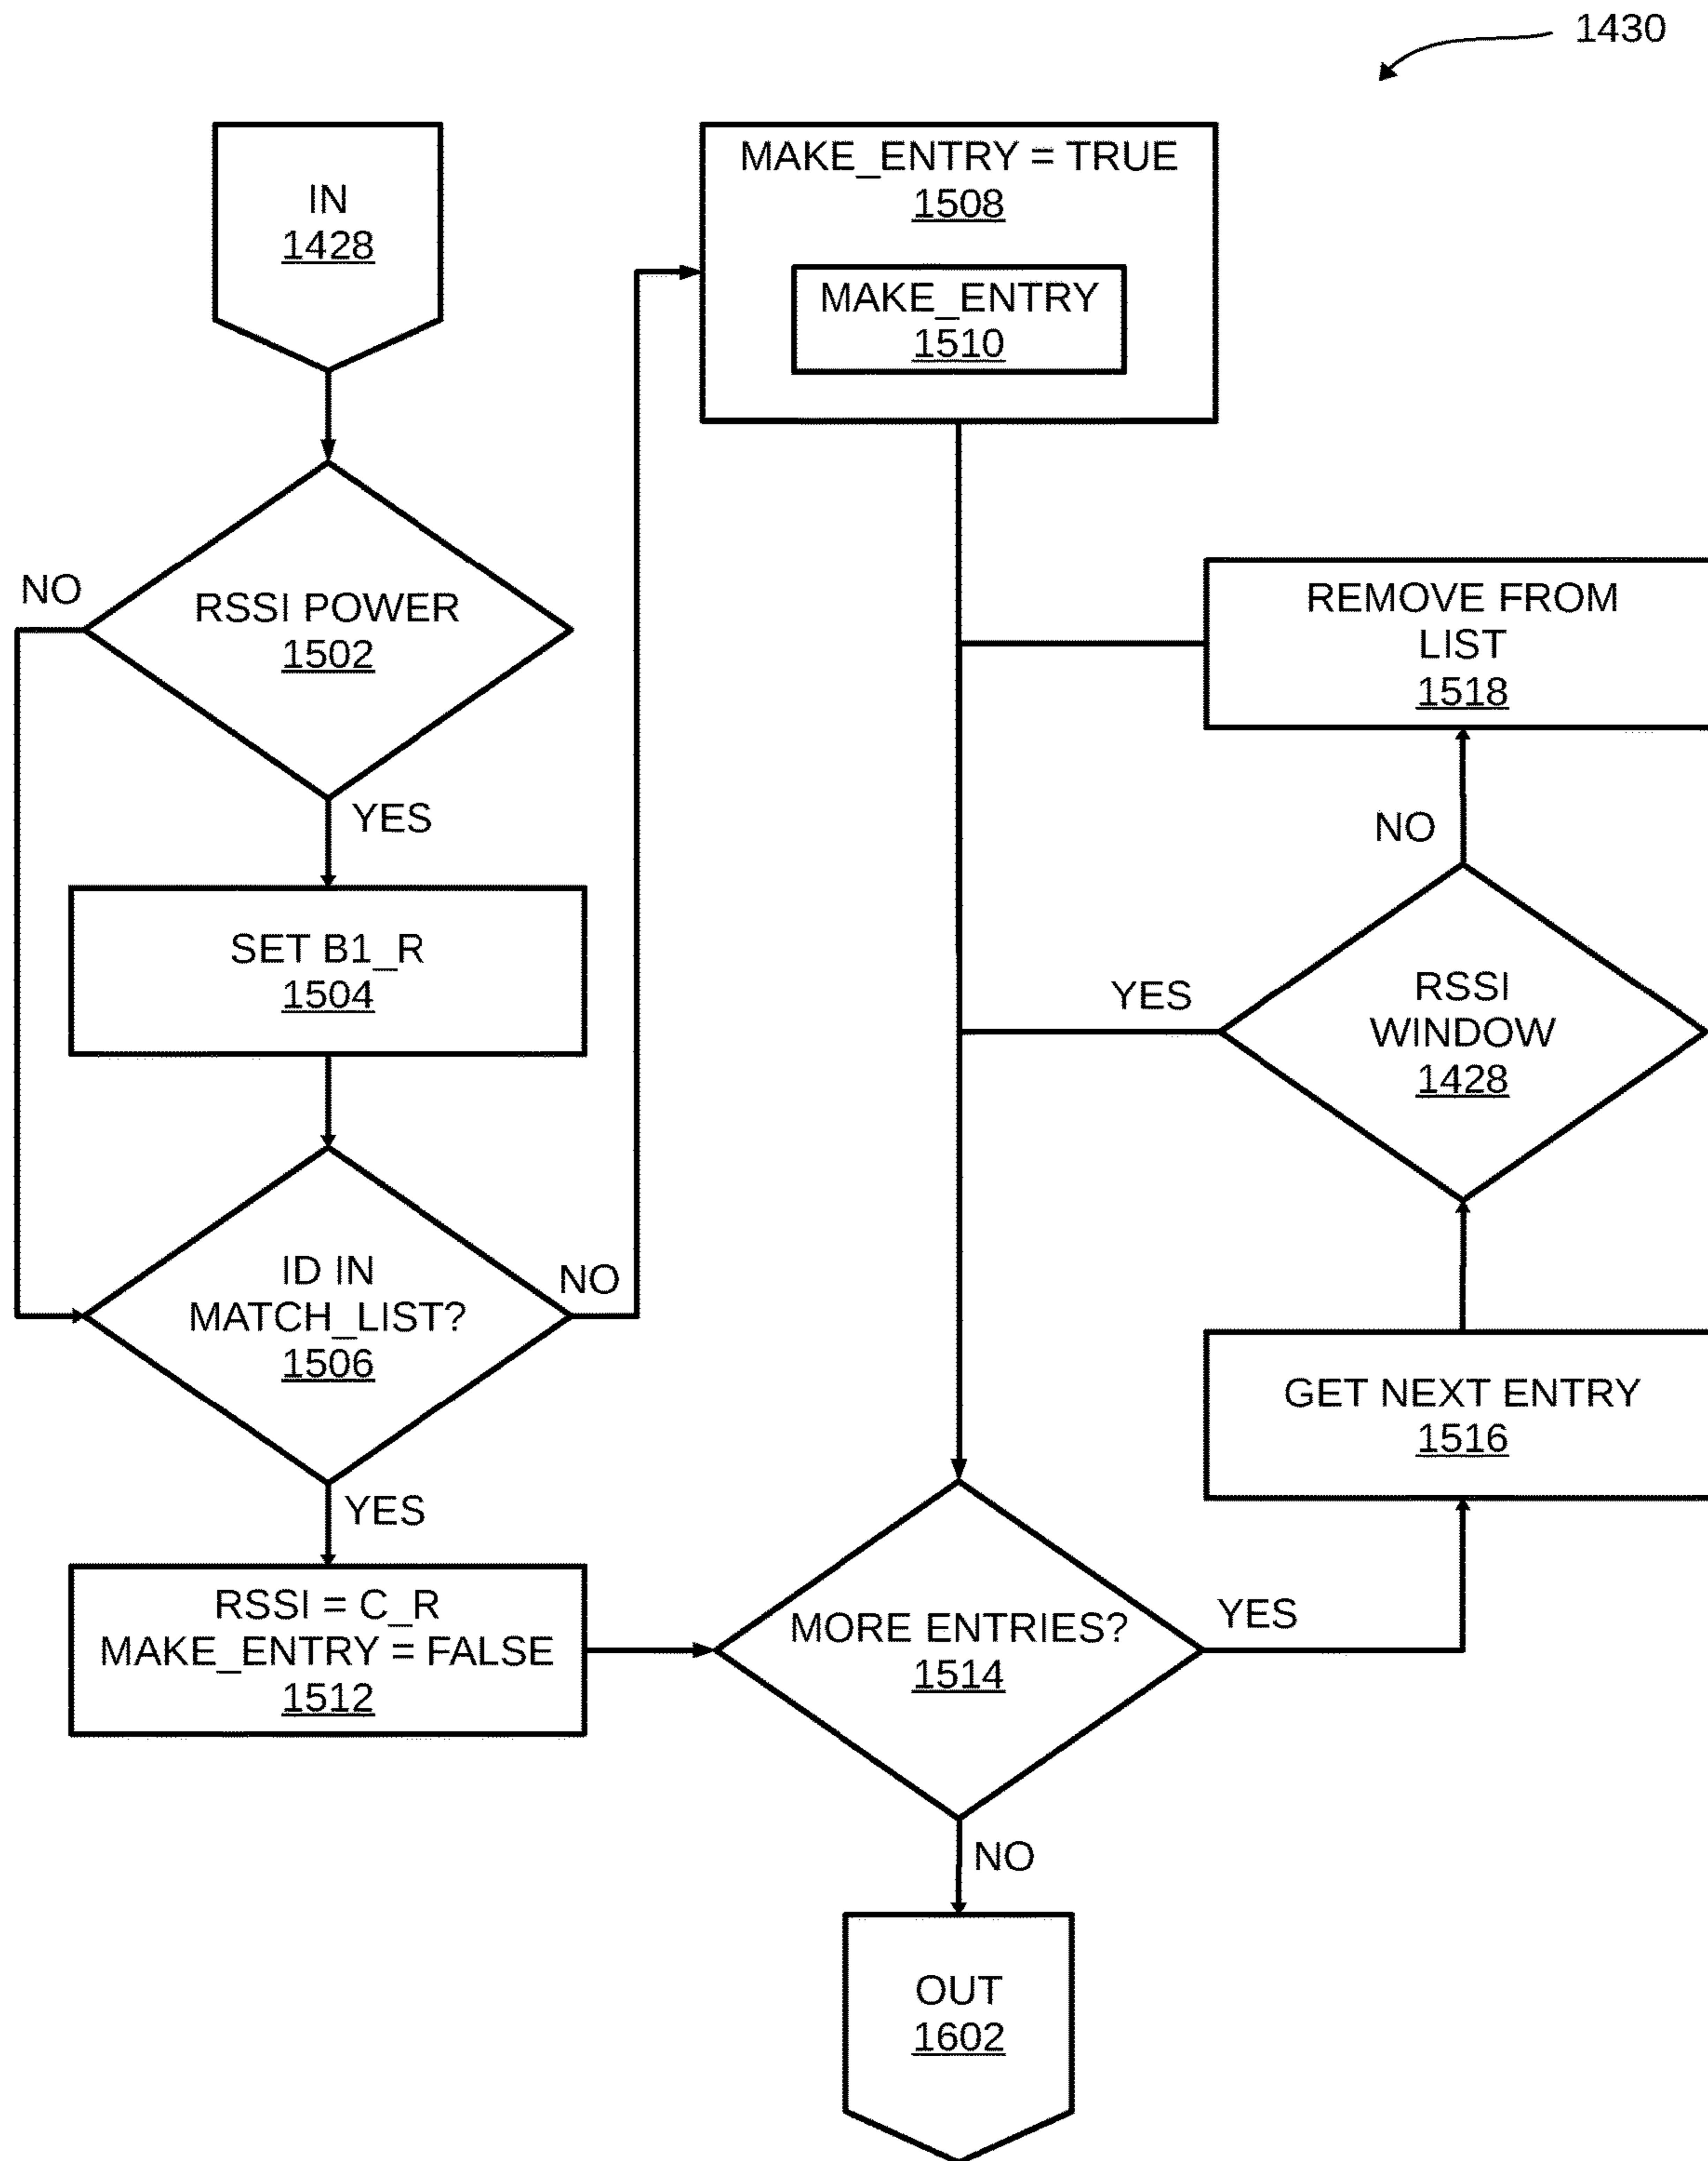 1430
IN
1428
RSSI POWER
1502
NO
YES
SET B1_R
1504
ID IN
MATCH_LIST?
1506
NO
YES
RSSI = C_R
MAKE_ENTRY = FALSE
1512
MAKE_ENTRY = TRUE
1508
MAKE_ENTRY
1510
REMOVE FROM
LIST
1518
NO
YES
RSSI
WINDOW
1428
GET NEXT ENTRY
1516
MORE ENTRIES?
1514
YES
NO
OUT
1602